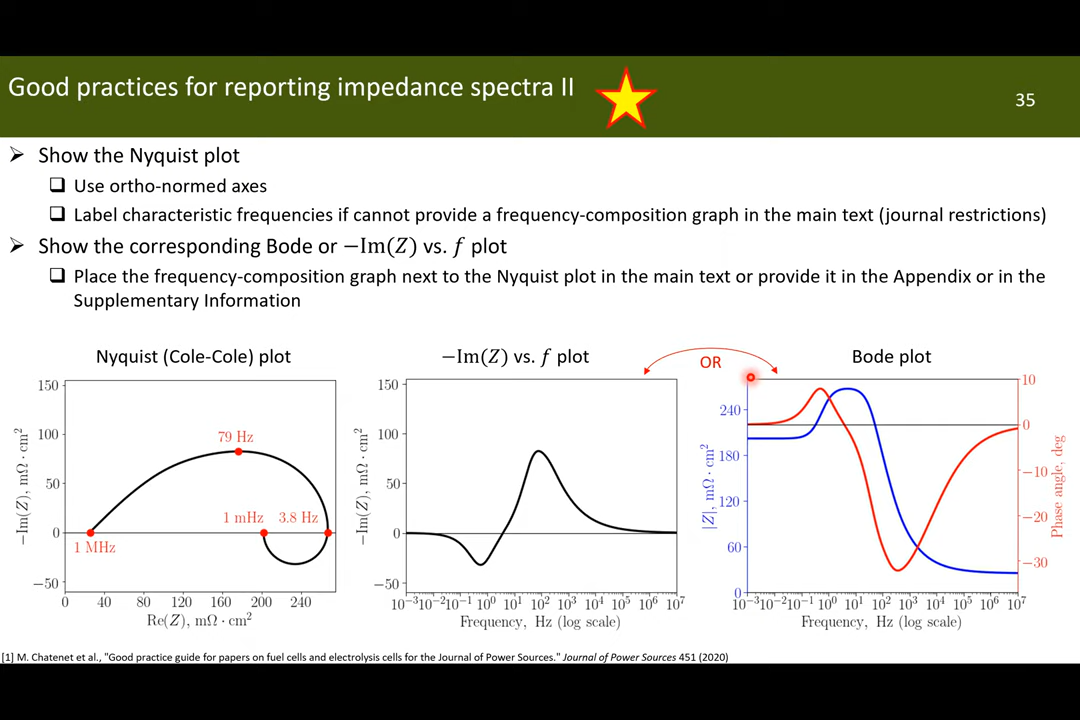 Good practices for reporting impedance spectra II
35
➢ Show the Nyquist plot
❑ Use ortho-normed axes
❑ Label characteristic frequencies if cannot provide a frequency-composition graph in the main text (journal restrictions)
➢ Show the corresponding Bode or −Im(Z) vs. f plot
❑ Place the frequency-composition graph next to the Nyquist plot in the main text or provide it in the Appendix or in the
Supplementary Information
Nyquist (Cole-Cole) plot
150
100
50
0
−50
−Im(Z), mΩ · cm²
79 Hz
1 mHz
3.8 Hz
1 MHz
0 40 80 120 160 200 240
Re(Z), mΩ · cm²
−Im(Z) vs. f plot
150
100
50
0
−50
−Im(Z), mΩ · cm²
10⁻³ 10⁻² 10⁻¹ 10⁰ 10¹ 10² 10³ 10⁴ 10⁵ 10⁶ 10⁷
Frequency, Hz (log scale)
OR
Bode plot
240
180
120
60
0
|Z|, mΩ · cm²
10
0
−10
−20
−30
Phase angle, deg
10⁻³ 10⁻² 10⁻¹ 10⁰ 10¹ 10² 10³ 10⁴ 10⁵ 10⁶ 10⁷
Frequency, Hz (log scale)
[1] M. Chatenet et al., "Good practice guide for papers on fuel cells and electrolysis cells for the Journal of Power Sources." Journal of Power Sources 451 (2020)